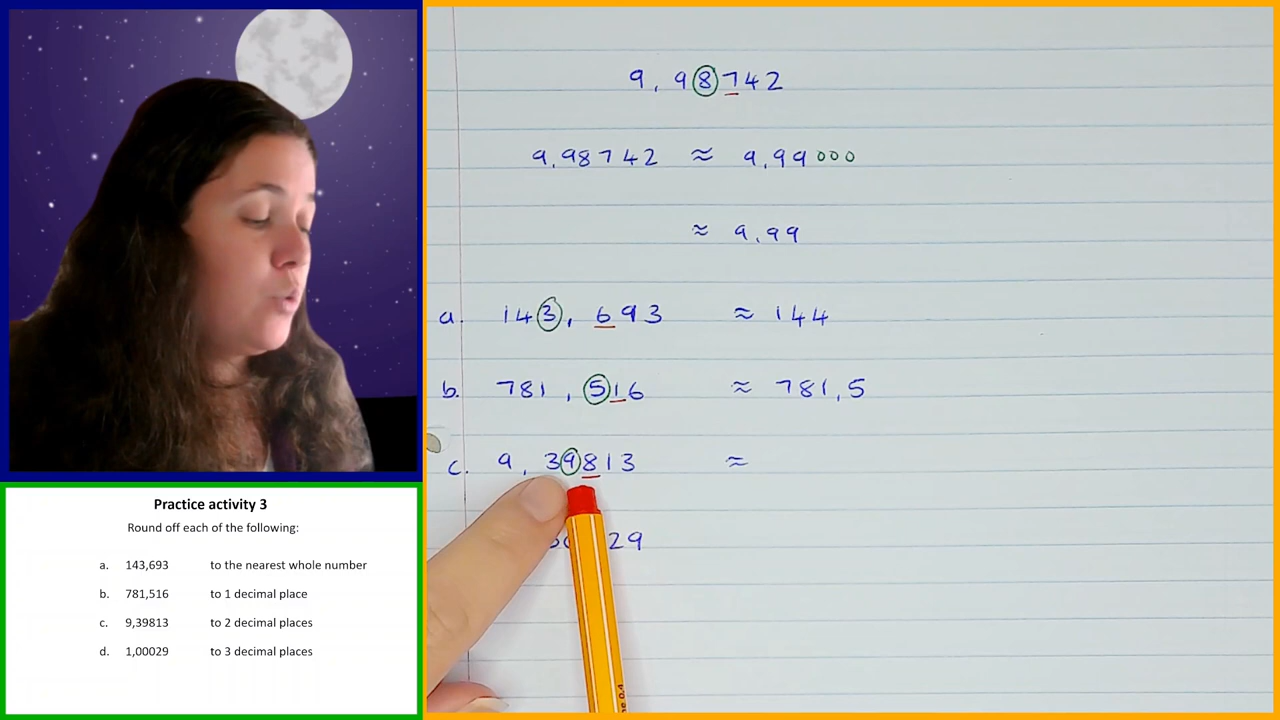 9,98742
9,98742 ≈ 9,99000
≈ 9,99
a. 143,693 ≈ 144
b. 781,516 ≈ 781,5
c. 9,39813 ≈
29
Practice activity 3
Round off each of the following:
a. 143,693 to the nearest whole number
b. 781,516 to 1 decimal place
c. 9,39813 to 2 decimal places
d. 1,00029 to 3 decimal places